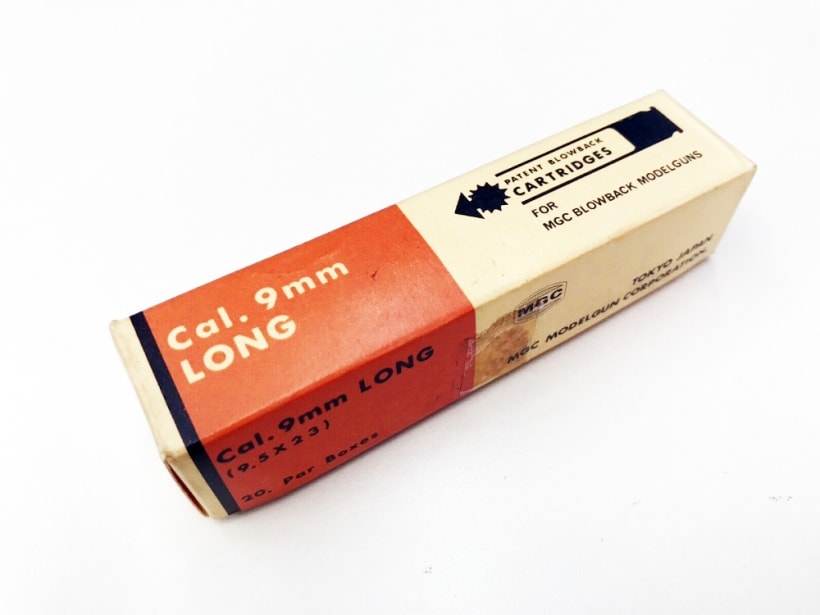 Cal. 9mm
LONG
PATENT BLOWBACK
CARTRIDGES
FOR
MGC BLOWBACK MODELGUNS
Cal. 9mm LONG
(9.5X23)
20. Par Boxes
MGC
TOKYO JAPAN
MGC MODELGUN CORPORATION.